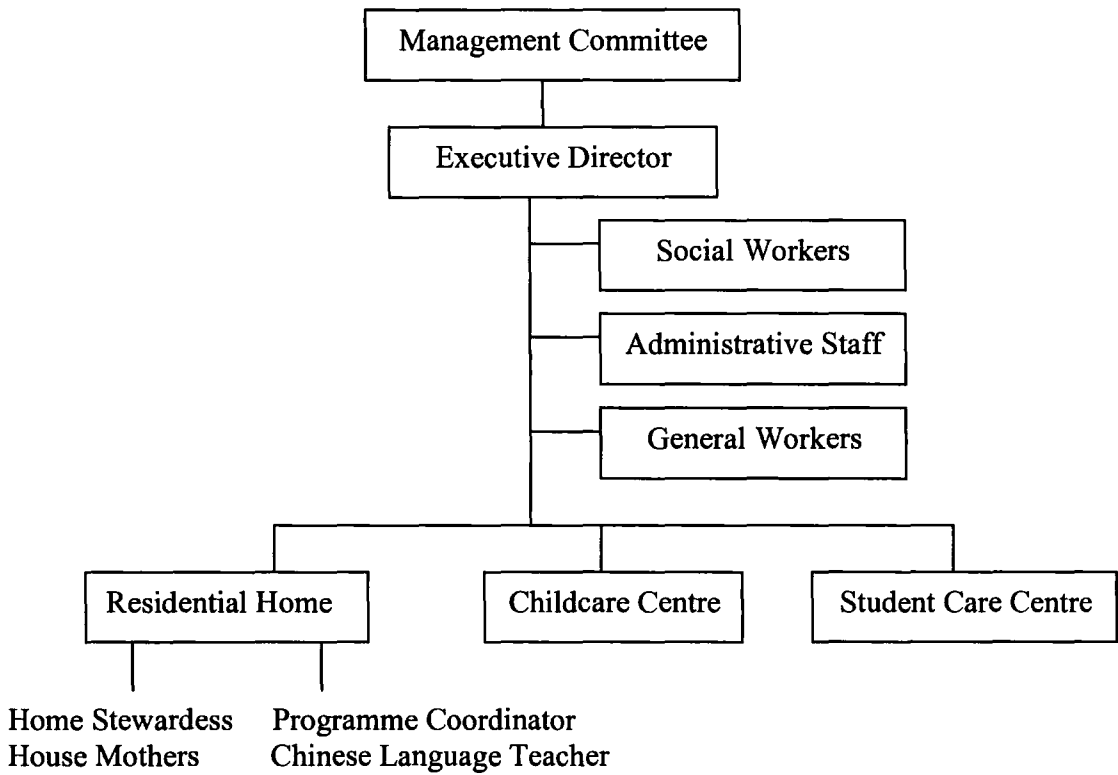 Management Committee
Executive Director
Social Workers
Administrative Staff
General Workers
Residential Home
Childcare Centre
Student Care Centre
Home Stewardess
House Mothers
Programme Coordinator
Chinese Language Teacher